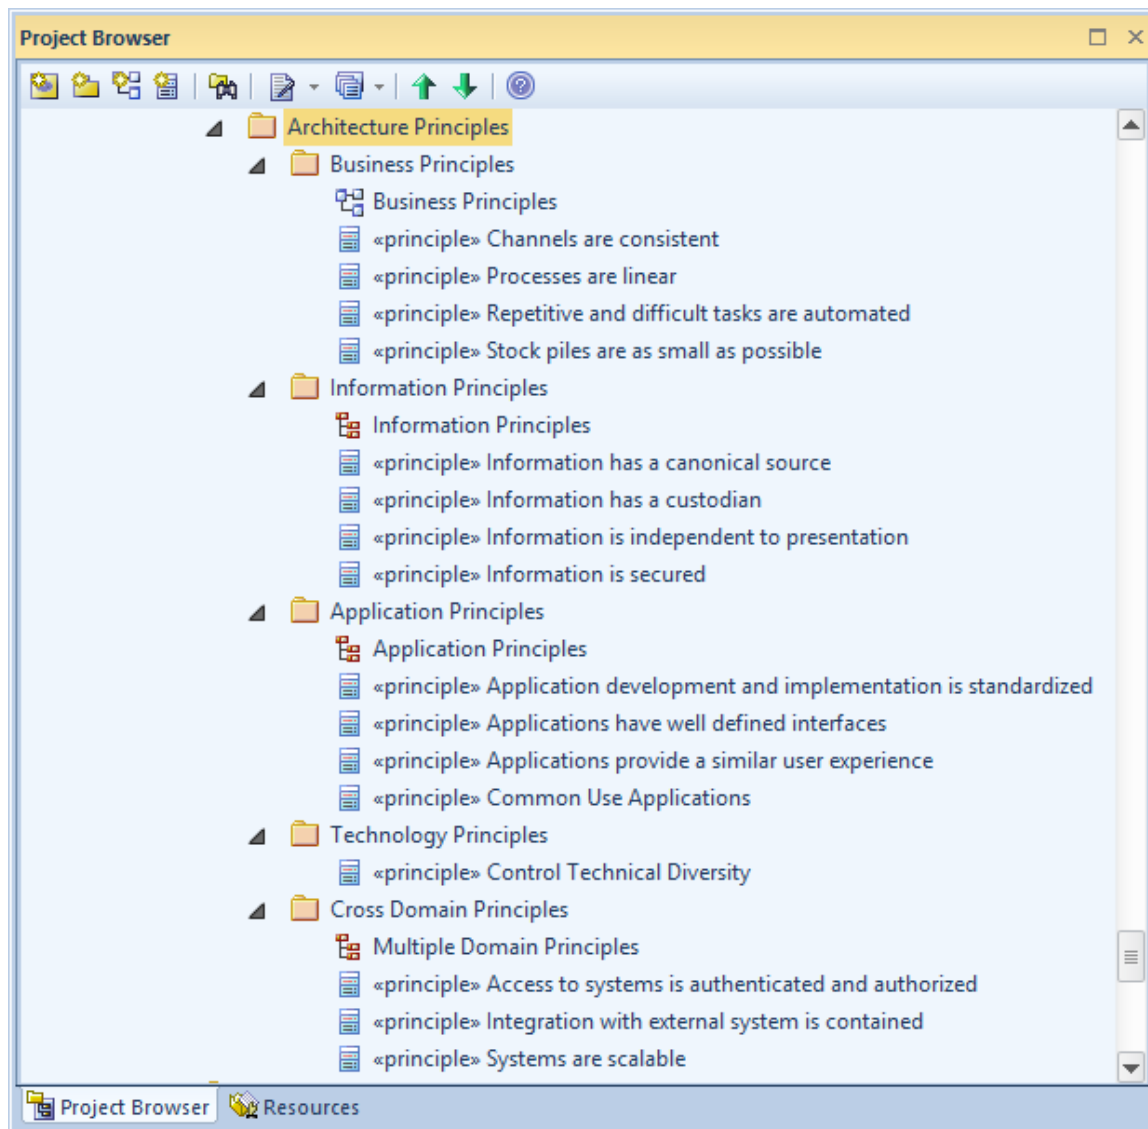 Project Browser
Architecture Principles
Business Principles
Business Principles
«principle» Channels are consistent
«principle» Processes are linear
«principle» Repetitive and difficult tasks are automated
«principle» Stock piles are as small as possible
Information Principles
Information Principles
«principle» Information has a canonical source
«principle» Information has a custodian
«principle» Information is independent to presentation
«principle» Information is secured
Application Principles
Application Principles
«principle» Application development and implementation is standardized
«principle» Applications have well defined interfaces
«principle» Applications provide a similar user experience
«principle» Common Use Applications
Technology Principles
«principle» Control Technical Diversity
Cross Domain Principles
Multiple Domain Principles
«principle» Access to systems is authenticated and authorized
«principle» Integration with external system is contained
«principle» Systems are scalable
Project Browser Resources